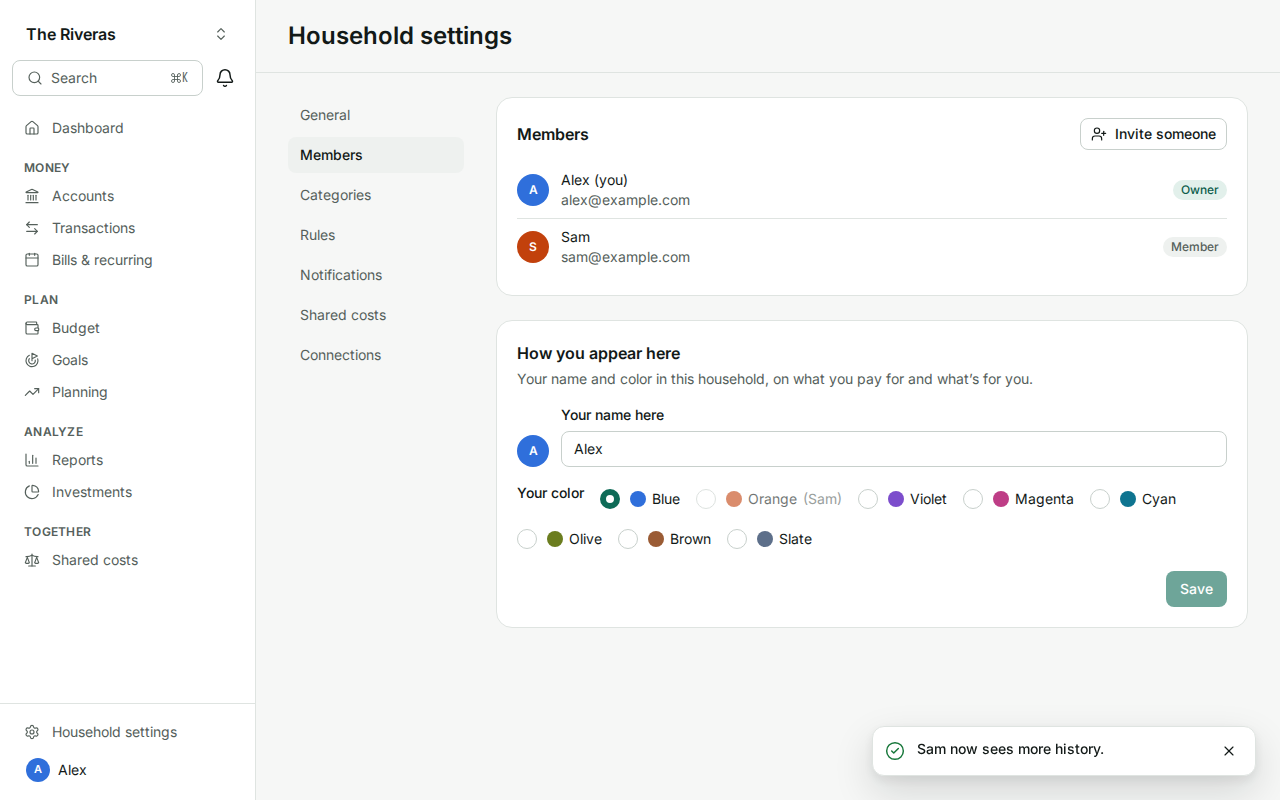 The Riveras
Search ⌘K
Dashboard
MONEY
Accounts
Transactions
Bills & recurring
PLAN
Budget
Goals
Planning
ANALYZE
Reports
Investments
TOGETHER
Shared costs
Household settings
A Alex
Household settings
General
Members
Categories
Rules
Notifications
Shared costs
Connections
Members
Invite someone
A
Alex (you)
Owner
alex@example.com
S
Sam
Member
sam@example.com
How you appear here
Your name and color in this household, on what you pay for and what’s for you.
Your name here
A Alex
Your color Blue Orange (Sam) Violet Magenta Cyan
Olive Brown Slate
Save
Sam now sees more history.